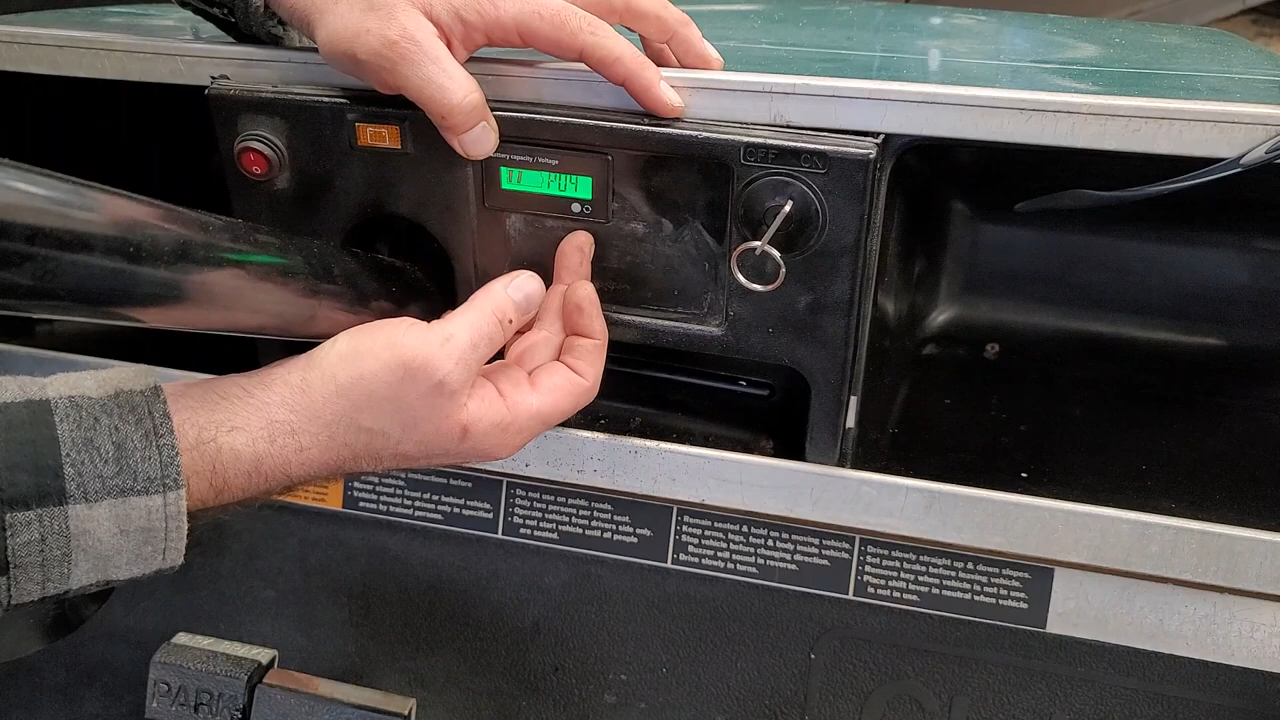 OFF ON
Battery capacity / Voltage
instructions before
vehicle.
• Never stand in front of or behind vehicle.
• Vehicle should be driven only in specified
areas by trained persons.
• Do not use on public roads.
• Only two persons per front seat.
• Operate vehicle from drivers side only.
• Do not start vehicle until all people
are seated.
• Remain seated & hold on in moving vehicle.
• Keep arms, legs, feet & body inside vehicle.
• Stop vehicle before changing direction.
Buzzer will sound in reverse.
• Drive slowly in turns.
• Drive slowly straight up & down slopes.
• Set park brake before leaving vehicle.
• Remove key when vehicle is not in use.
• Place shift lever in neutral when vehicle
is not in use.
PARK